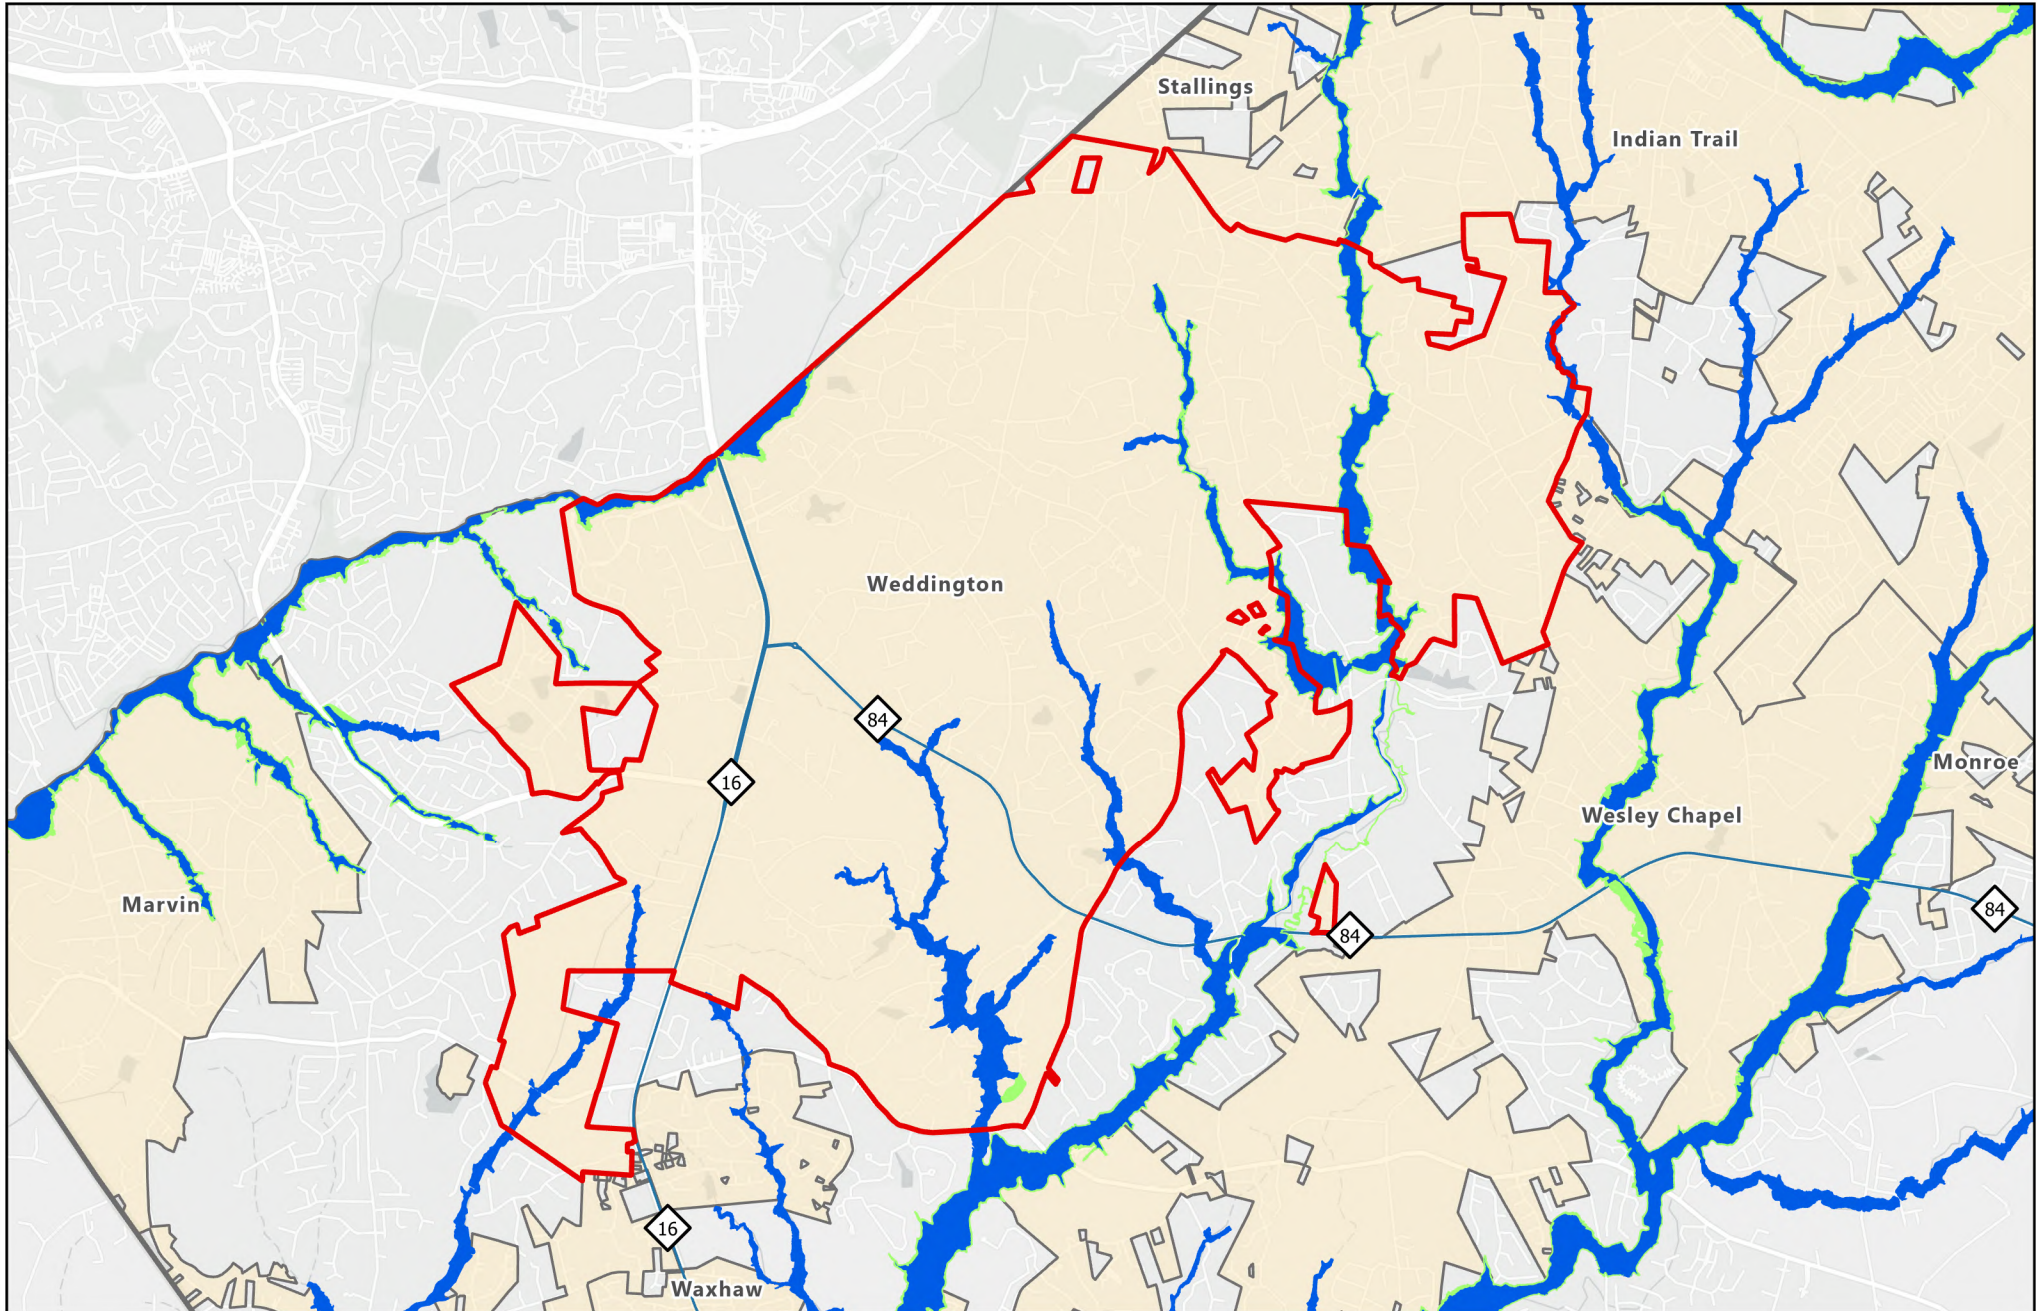 Stallings
Indian Trail
Weddington
84
16
Monroe
Wesley Chapel
Marvin
84
84
16
Waxhaw